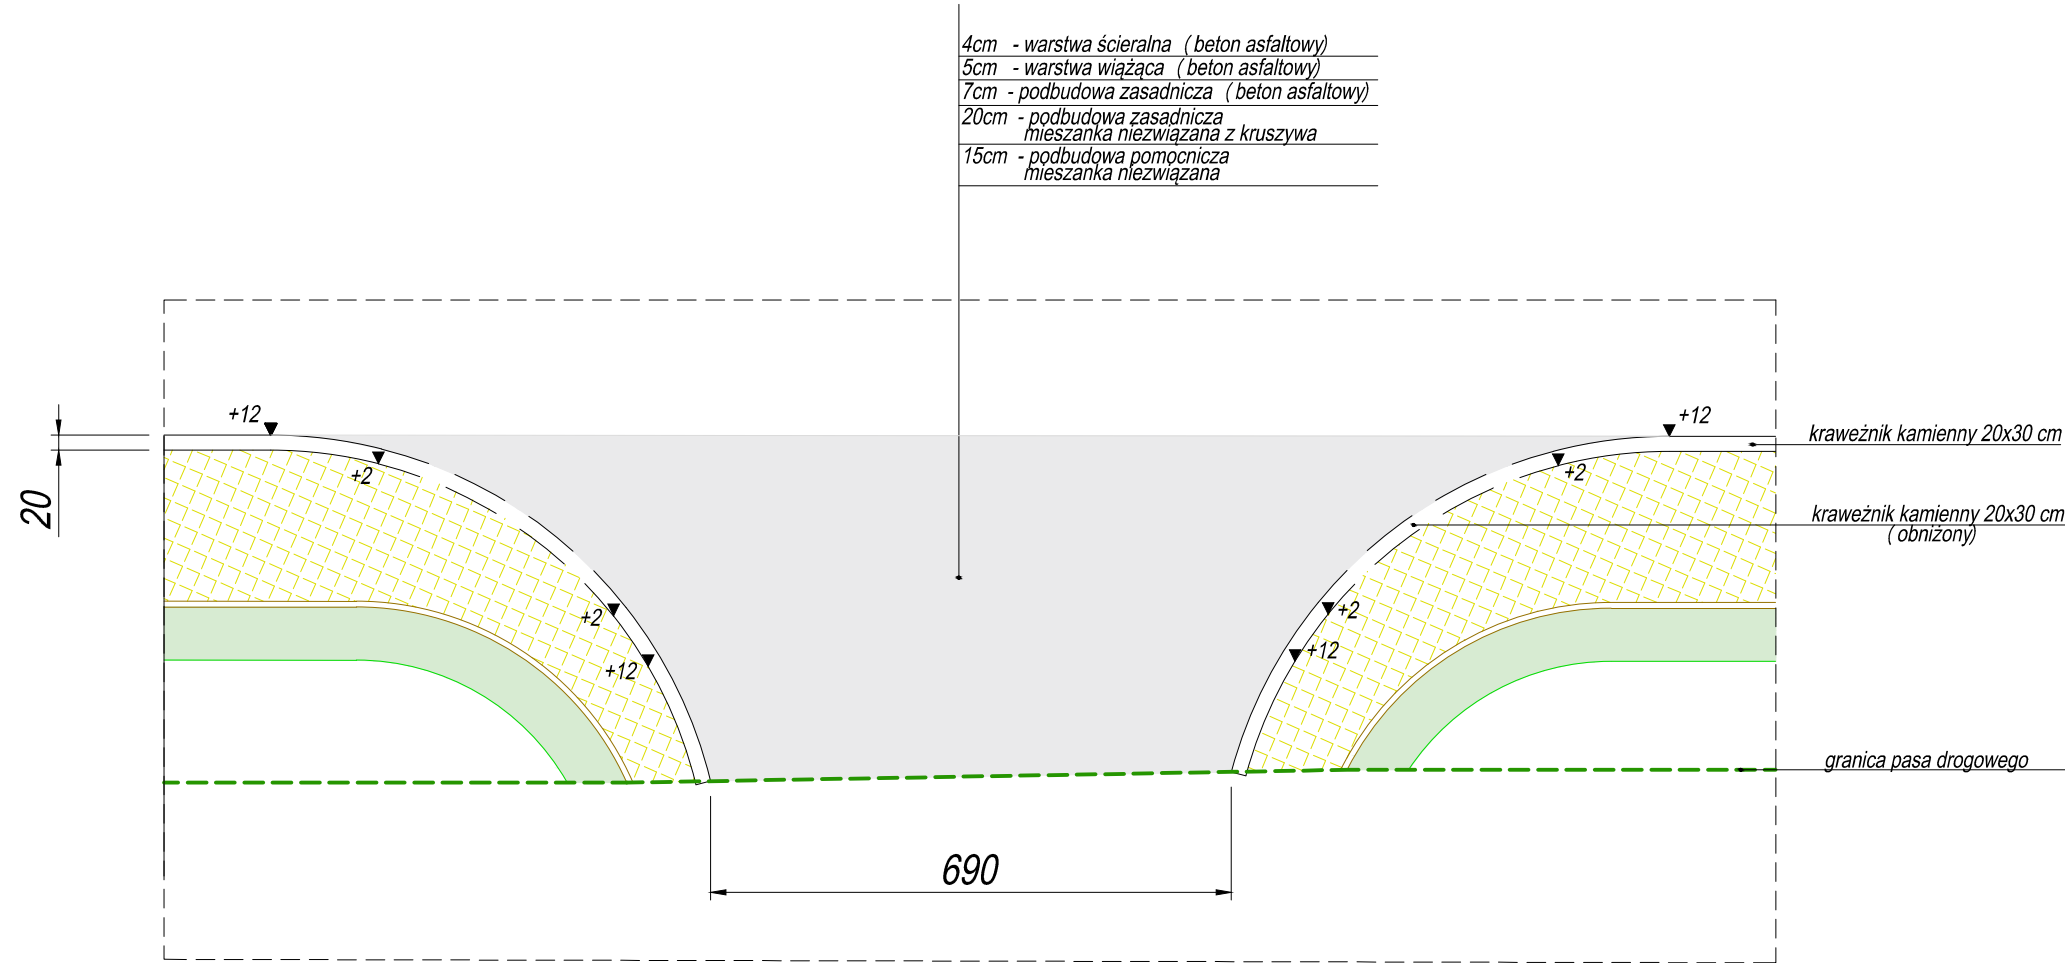 4cm - warstwa ścieralna ( beton asfaltowy)
5cm - warstwa wiążąca ( beton asfaltowy)
7cm - podbudowa zasadnicza ( beton asfaltowy)
20cm - podbudowa zasadnicza
mieszanka niezwiązana z kruszywa
15cm - podbudowa pomocnicza
mieszanka niezwiązana
+12
+12
kraweżnik kamienny 20x30 cm
+2
+2
20
kraweżnik kamienny 20x30 cm
( obniżony)
+2
+2
+12
+12
granica pasa drogowego
690